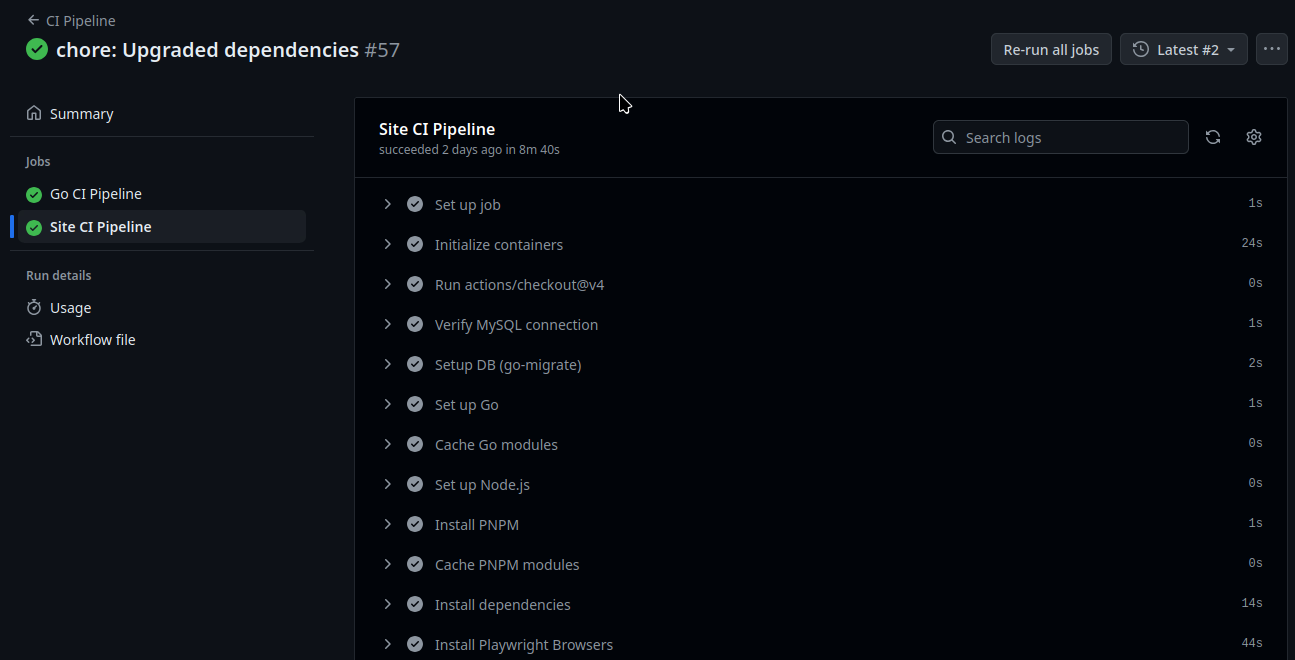 CI Pipeline
chore: Upgraded dependencies #57
Re-run all jobs
Latest #2
Summary
Jobs
Go CI Pipeline
Site CI Pipeline
Run details
Usage
Workflow file
Site CI Pipeline
succeeded 2 days ago in 8m 40s
Search logs
Set up job 1s
Initialize containers 24s
Run actions/checkout@v4 0s
Verify MySQL connection 1s
Setup DB (go-migrate) 2s
Set up Go 1s
Cache Go modules 0s
Set up Node.js 0s
Install PNPM 1s
Cache PNPM modules 0s
Install dependencies 14s
Install Playwright Browsers 44s